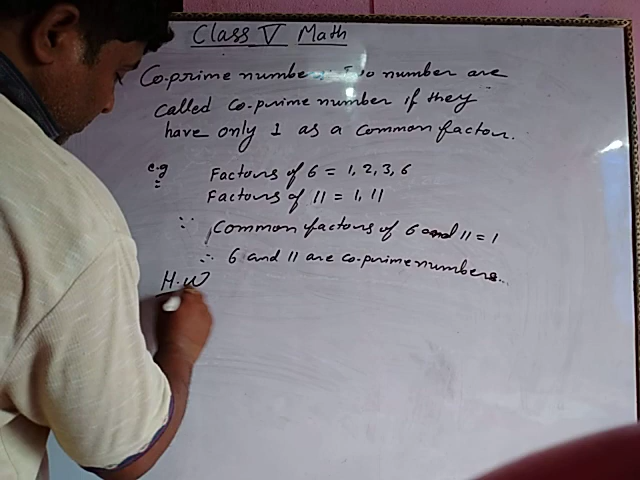 Class V Math
Co-prime number: Two number are
called Co-prime number if they
have only 1 as a common factor.
e.g Factors of 6 = 1, 2, 3, 6
Factors of 11 = 1, 11
∵ Common factors of 6 and 11 = 1
∴ 6 and 11 are co-prime numbers..
H.W